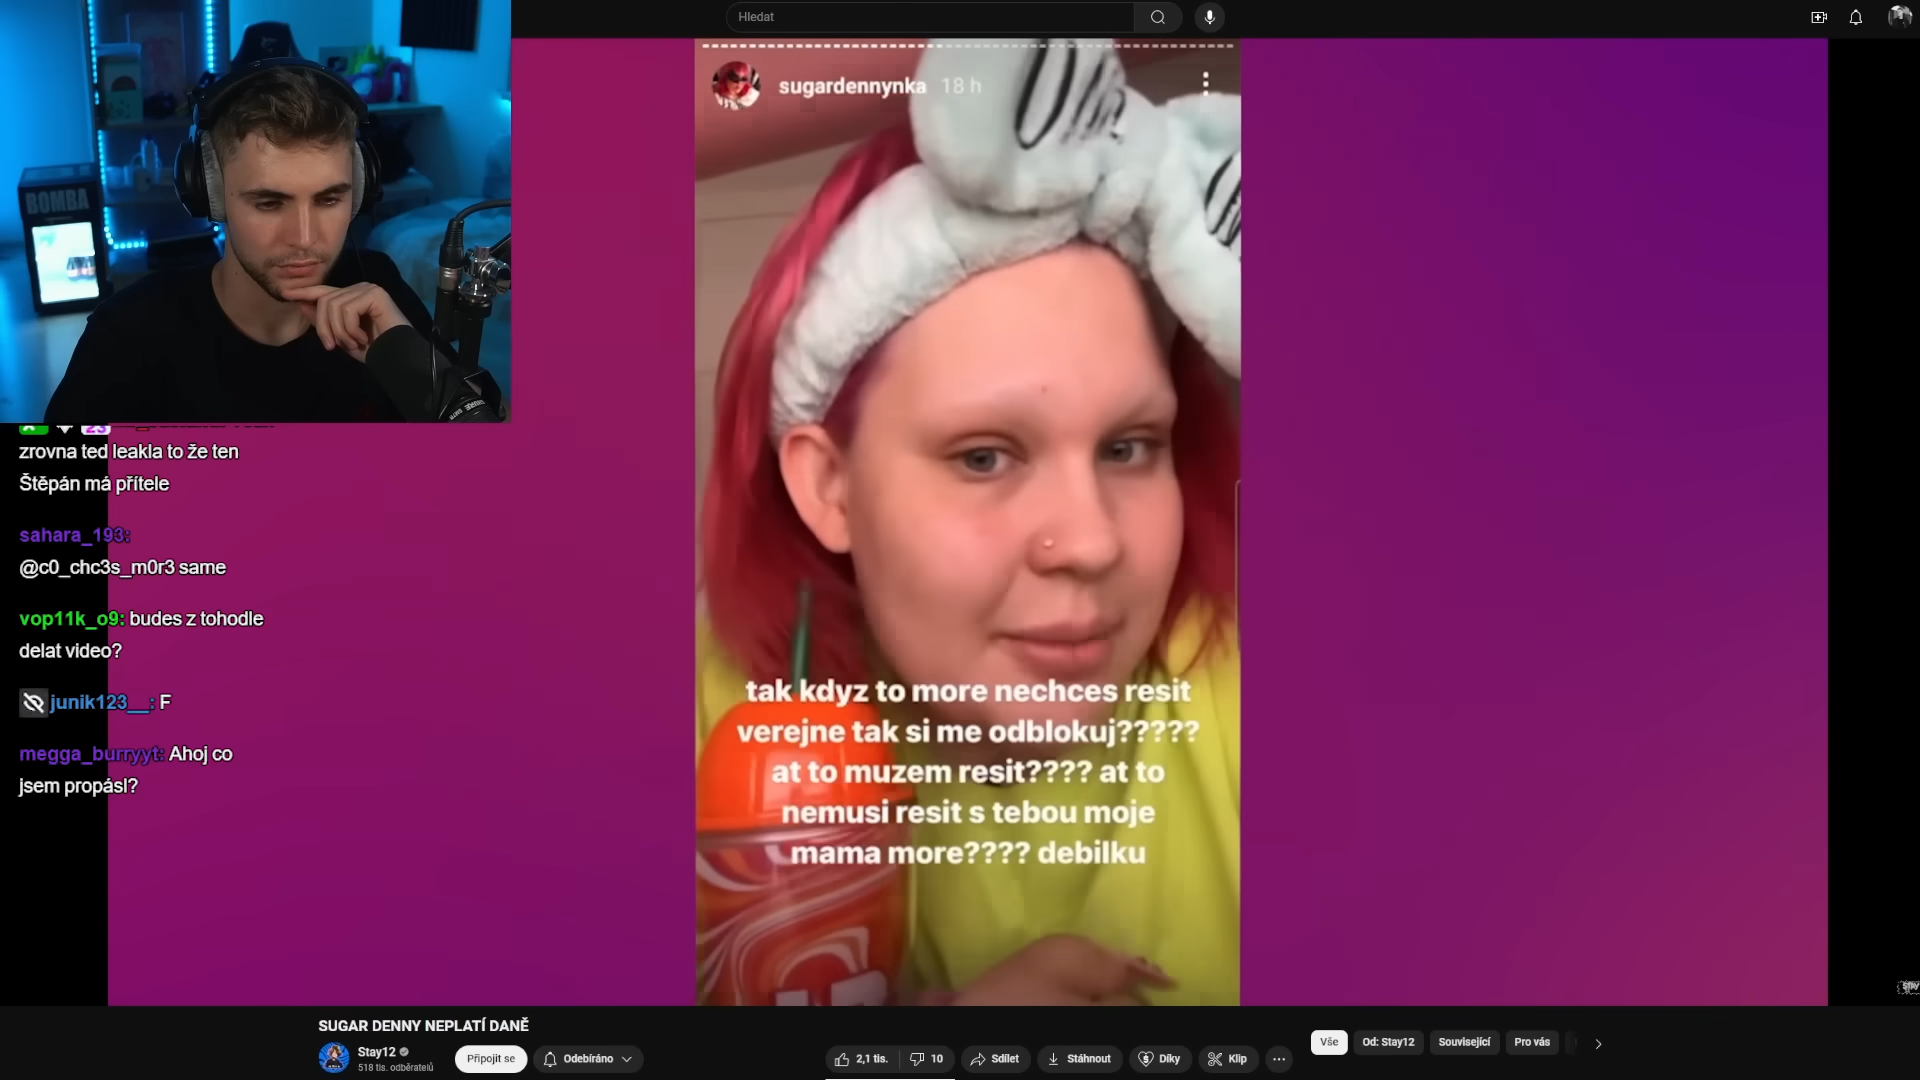 Hledat
sugardennynka 18 h
BOMBA
zrovna ted leakla to že ten
Štěpán má přítele
sahara_193:
@c0_chc3s_m0r3 same
vop11k_o9: budes z tohodle
delat video?
junik123__: F
megga_burryyt: Ahoj co
jsem propásl?
tak kdyz to more nechces resit
verejne tak si me odblokuj?????
at to muzem resit???? at to
nemusi resit s tebou moje
mama more???? debilku
SUGAR DENNY NEPLATÍ DANĚ
Stay12
518 tis. odběratelů
Připojit se
Odebíráno
2,1 tis.
10
Sdílet
Stáhnout
Díky
Klip
Vše
Od: Stay12
Související
Pro vás